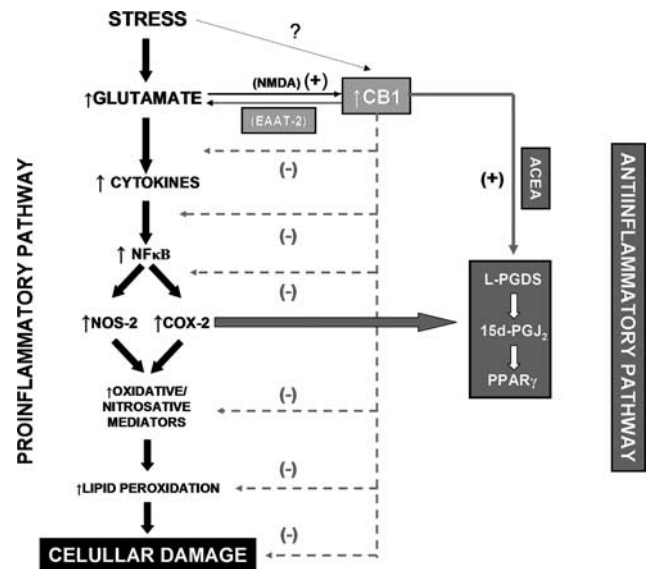 STRESS
?
(NMDA) (+)
↑GLUTAMATE
↑CB1
(EAAT-2)
(-)
↑ CYTOKINES
(+)
ACEA
(-)
↑ NFκB
(-)
L-PGDS
↑NOS-2
↑COX-2
15d-PGJ₂
PPARγ
↑OXIDATIVE/
NITROSATIVE
MEDIATORS
(-)
(-)
↑LIPID PEROXIDATION
(-)
CELULLAR DAMAGE
PROINFLAMMATORY PATHWAY
ANTIINFLAMMATORY PATHWAY